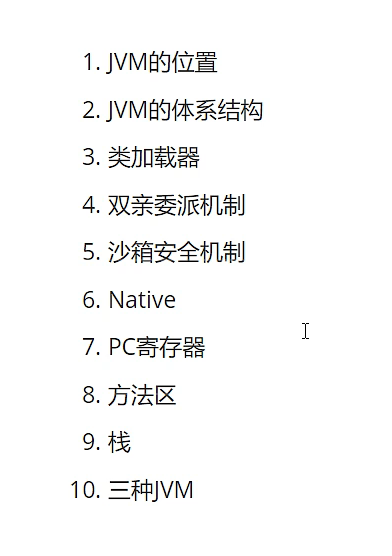 1. JVM的位置
2. JVM的体系结构
3. 类加载器
4. 双亲委派机制
5. 沙箱安全机制
6. Native
7. PC寄存器
8. 方法区
9. 栈
10. 三种JVM